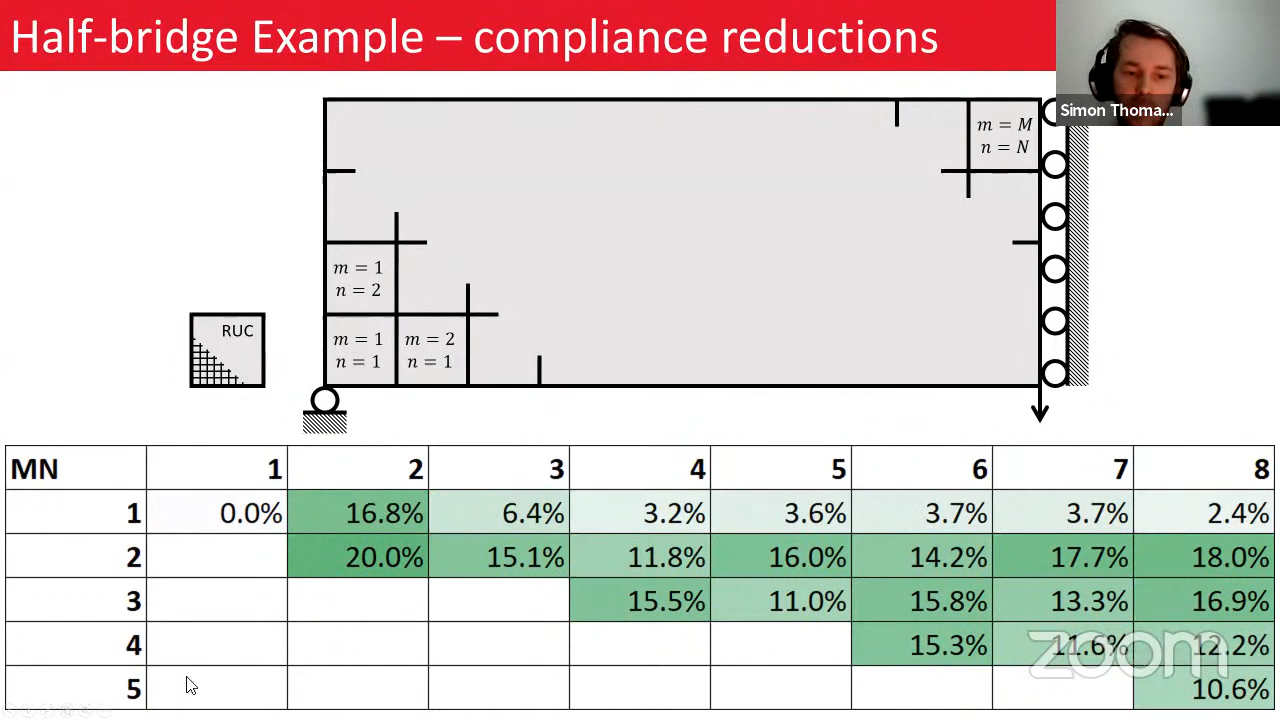 Half-bridge Example – compliance reductions
Simon Thoma...
m = M
n = N
m = 1
n = 2
RUC
m = 1
n = 1
m = 2
n = 1
MN 1 2 3 4 5 6 7 8
1 0.0% 16.8% 6.4% 3.2% 3.6% 3.7% 3.7% 2.4%
2 20.0% 15.1% 11.8% 16.0% 14.2% 17.7% 18.0%
3 15.5% 11.0% 15.8% 13.3% 16.9%
4 15.3% 11.6% 12.2%
zoom
5 10.6%